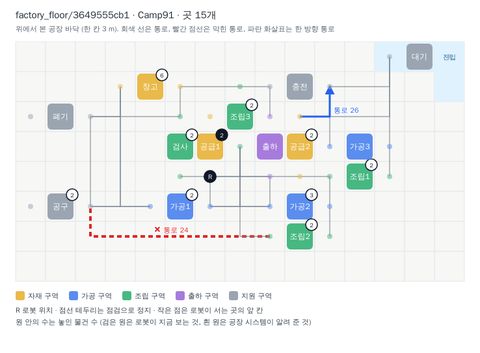 factory_floor/3649555cb1 · Camp91 · 곳 15개
위에서 본 공장 바닥 (한 칸 3 m). 회색 선은 통로, 빨간 점선은 막힌 통로, 파란 화살표는 한 방향 통로
대기 진입
창고 6 충전
통로 26
폐기 조립3 2
검사 2 공급1 2 출하 공급2 2 가공3
R 조립1 2
공구 2 가공1 2 가공2 3
✕ 통로 24 조립2 2
자재 구역 가공 구역 조립 구역 출하 구역 지원 구역
R 로봇 위치 · 점선 테두리는 점검으로 정지 · 작은 점은 로봇이 서는 곳의 앞 칸
원 안의 수는 놓인 물건 수 (검은 원은 로봇이 지금 보는 것, 흰 원은 공장 시스템이 알려 준 것)